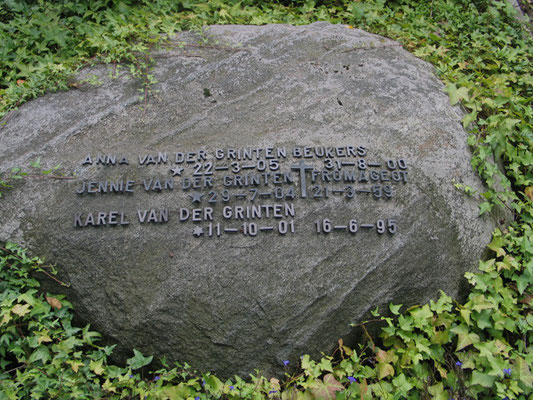 ANNA VAN DER GRINTEN BEUKERS
* 22-3-05 31-8-00
JENNIE VAN DER GRINTEN FROMAGEOT
* 29-7-04 21-3-59
KAREL VAN DER GRINTEN
* 11-10-01 16-6-95